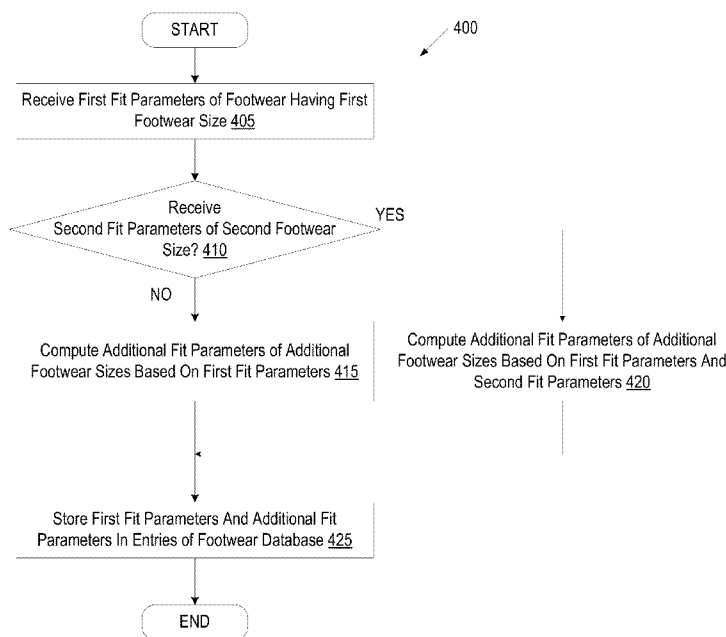 START
400
Receive First Fit Parameters of Footwear Having First
Footwear Size 405
Receive
Second Fit Parameters of Second Footwear
Size? 410
YES
NO
Compute Additional Fit Parameters of Additional
Footwear Sizes Based On First Fit Parameters 415
Compute Additional Fit Parameters of Additional
Footwear Sizes Based On First Fit Parameters And
Second Fit Parameters 420
Store First Fit Parameters And Additional Fit
Parameters In Entries of Footwear Database 425
END